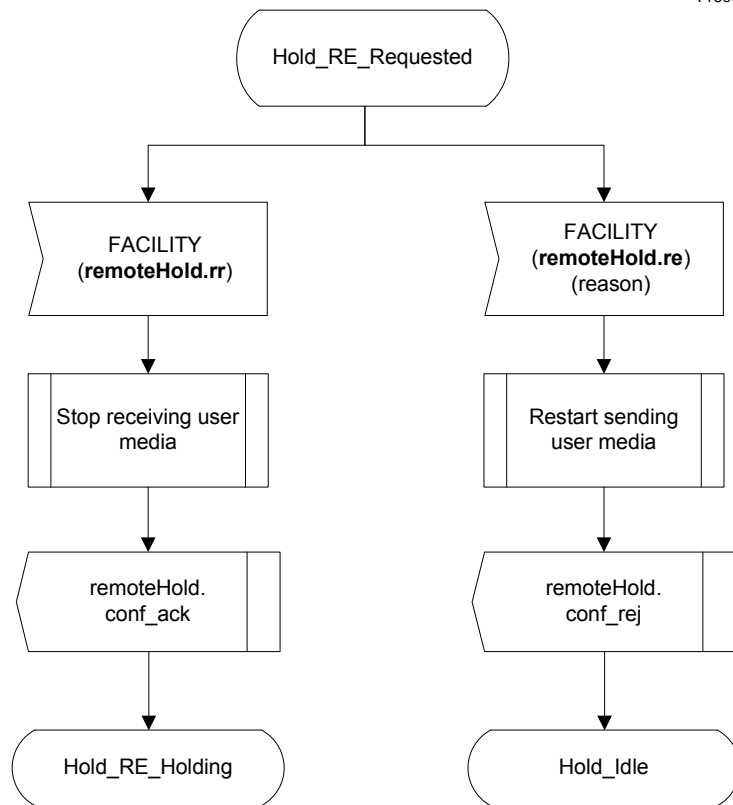 Hold_RE_Requested
FACILITY
(remoteHold.rr)
FACILITY
(remoteHold.re)
(reason)
Stop receiving user
media
Restart sending
user media
remoteHold.
conf_ack
remoteHold.
conf_rej
Hold_RE_Holding
Hold_Idle